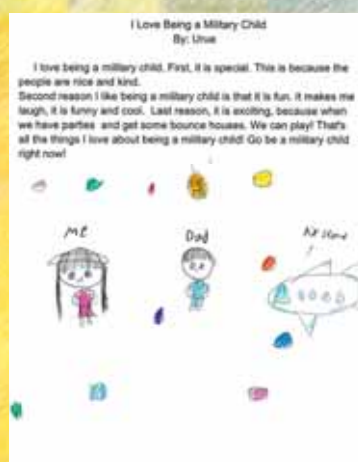 I Love Being a Military Child
By: Urue
I love being a military child. First, it is special. This is because the
people are nice and kind.
Second reason I like being a military child is that it is fun. It makes me
laugh, it is funny and cool. Last reason, it is exciting, because when
we have parties and get some bounce houses. We can play! That's
all the things I love about being a military child! Go be a military child
right now!
Me
Dad